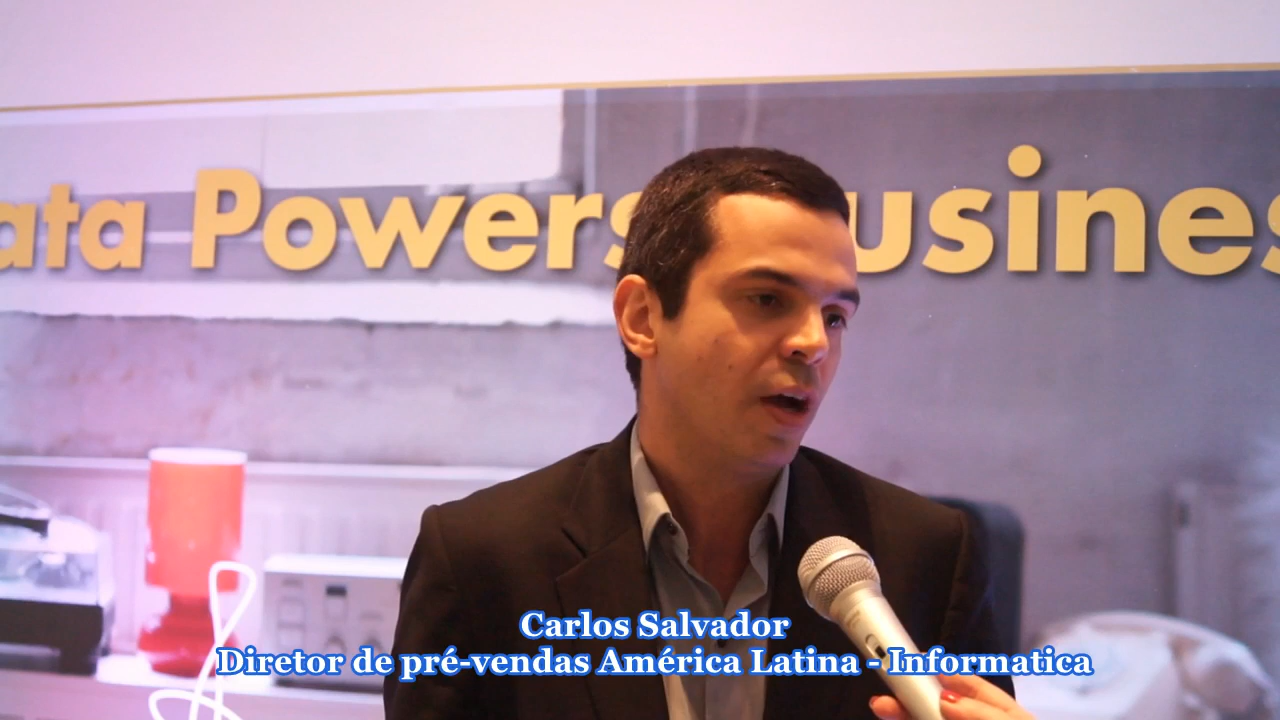 ata Powers usines
Carlos Salvador
Diretor de pré-vendas América Latina - Informatica